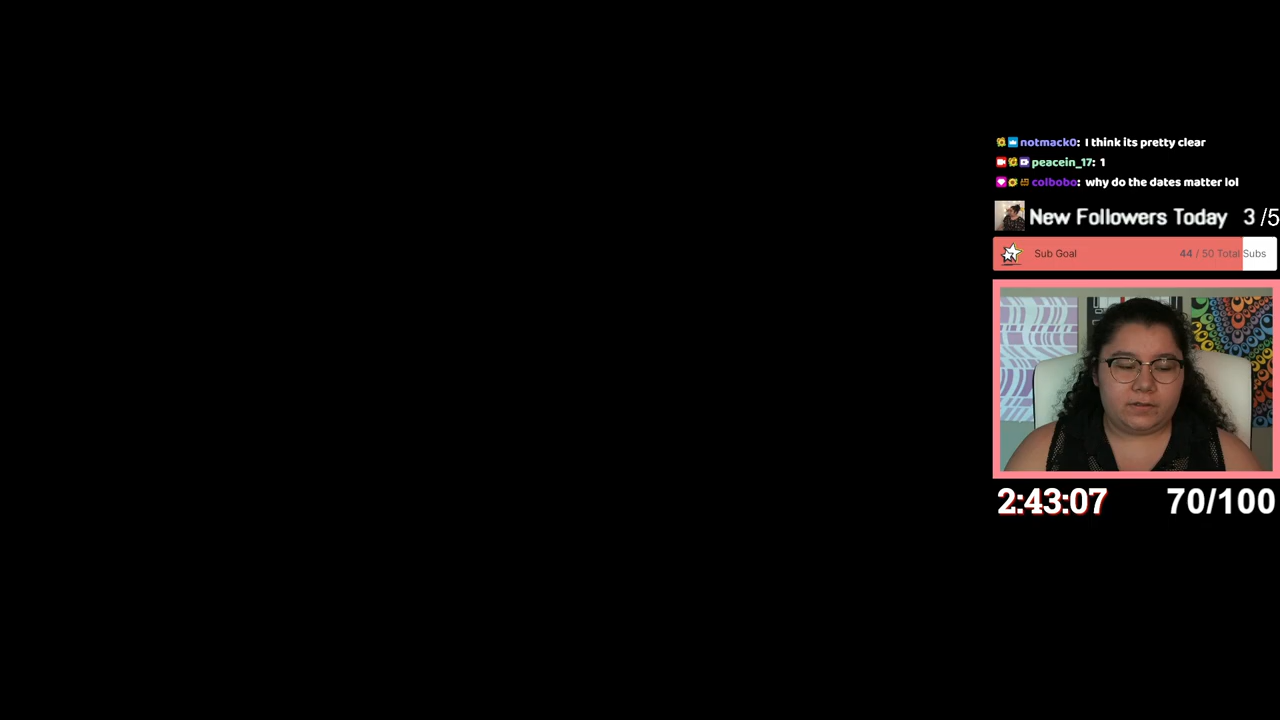 notmack0: I think its pretty clear
peacein_17: 1
colbobo: why do the dates matter lol
New Followers Today 3 /5
Sub Goal 44 / 50 Total Subs
2:43:07 70/100